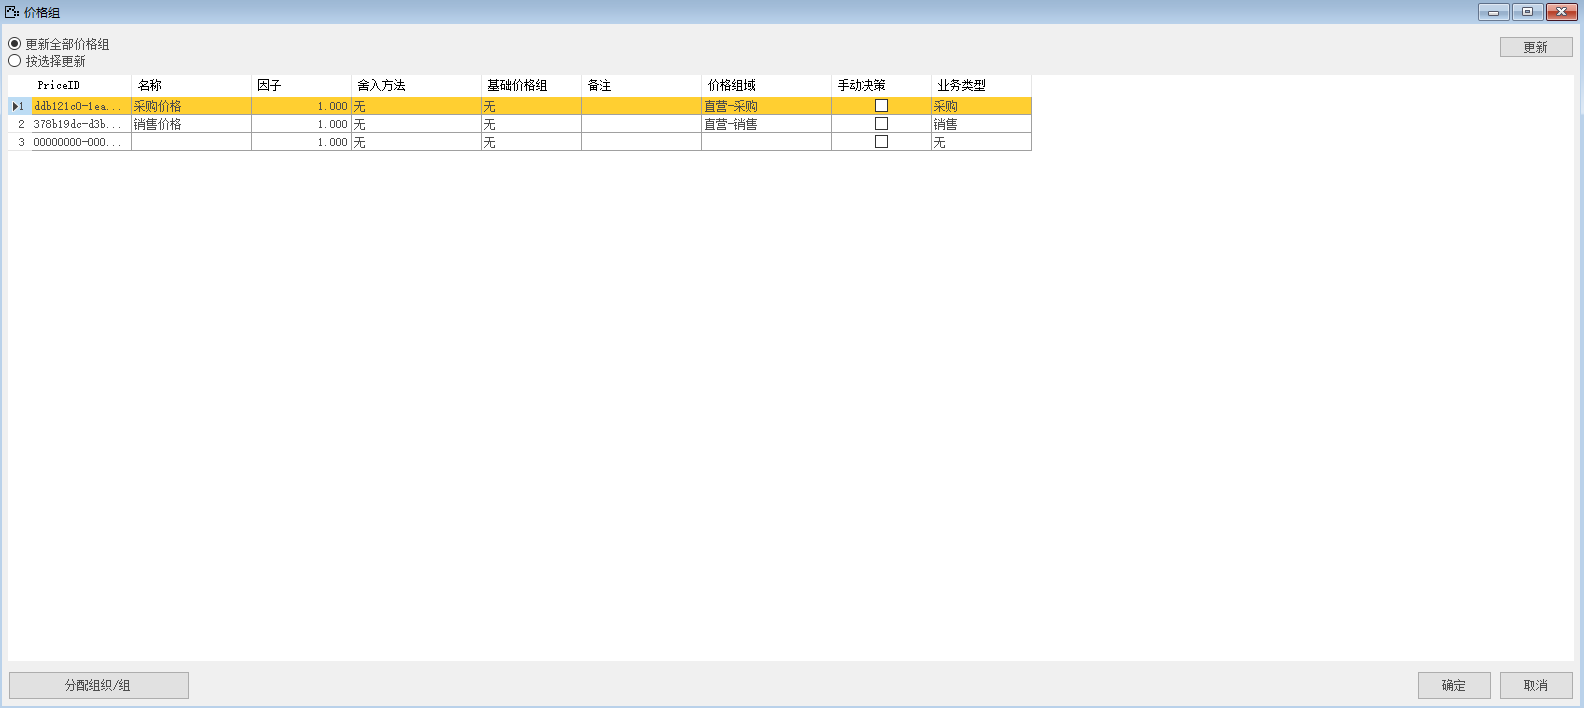 价格组
更新全部价格组
按选择更新
更新
PriceID 名称 因子 舍入方法 基础价格组 备注 价格组域 手动决策 业务类型
1 ddb121c0-1ea... 采购价格 1.000 无 无 直营-采购 采购
2 378b19dc-d3b... 销售价格 1.000 无 无 直营-销售 销售
3 00000000-000... 1.000 无 无 无
分配组织/组 确定 取消